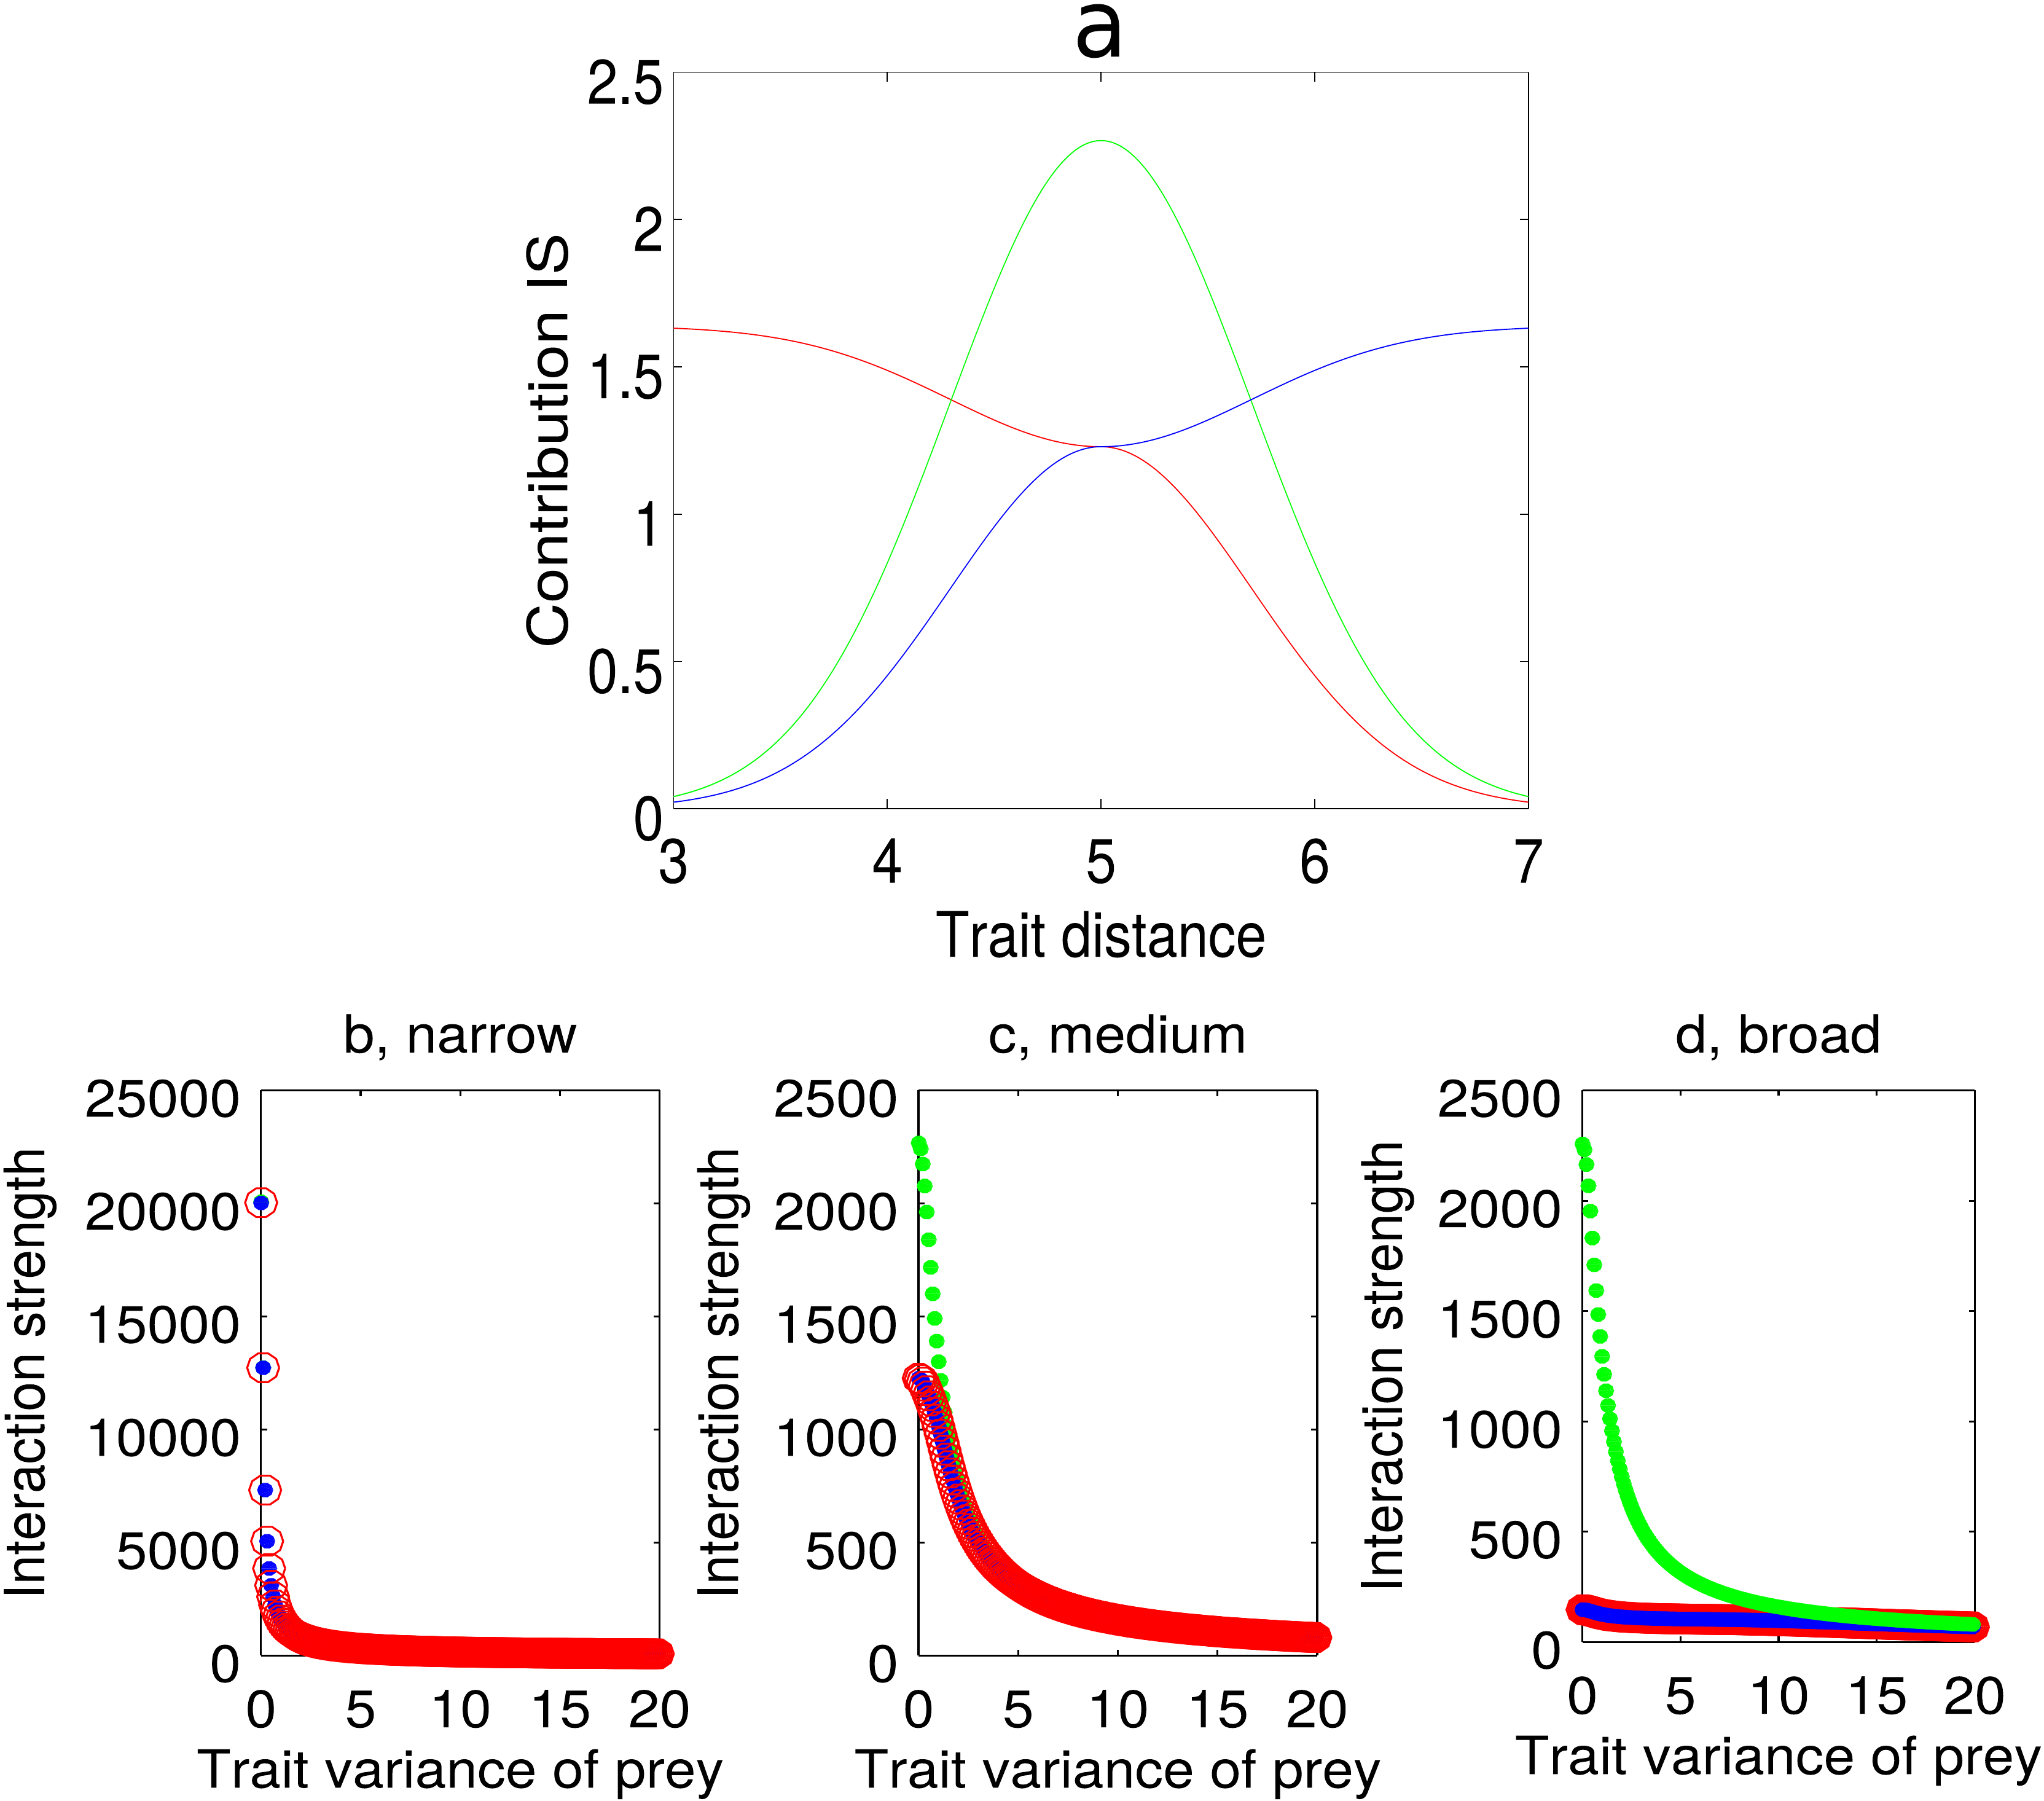 a
2.5
2
1.5
1
0.5
0
3 4 5 6 7
Contribution IS
Trait distance
b, narrow
25000
20000
15000
10000
5000
0
0 5 10 15 20
Interaction strength
Trait variance of prey
c, medium
2500
2000
1500
1000
500
0
0 5 10 15 20
Interaction strength
Trait variance of prey
d, broad
2500
2000
1500
1000
500
0
0 5 10 15 20
Interaction strength
Trait variance of prey